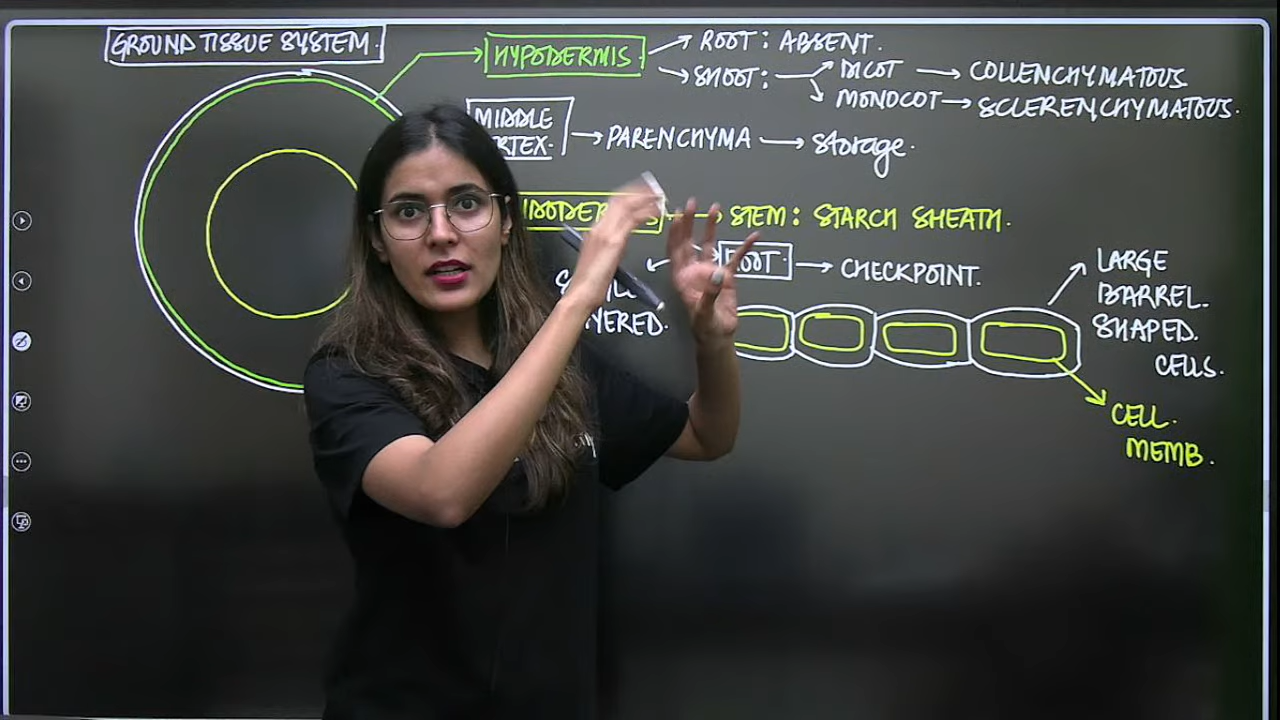 GROUND TISSUE SYSTEM.
HYPODERMIS. → ROOT: ABSENT.
→ SHOOT: → DICOT → COLLENCHYMATOUS
→ MONOCOT → SCLERENCHYMATOUS.
MIDDLE
→ PARENCHYMA → Storage.
→ STEM: STARCH SHEATH.
→ CHECKPOINT.
LARGE
BARREL.
SHAPED.
CELLS.
CELL.
MEMB.